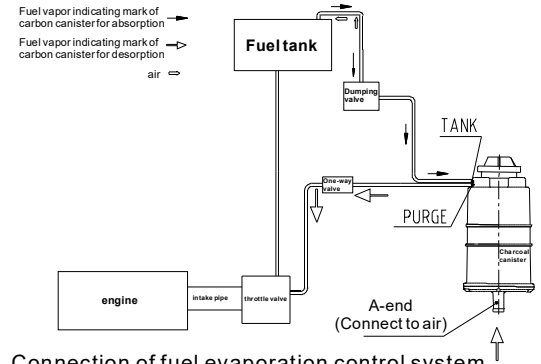 Fuel vapor indicating mark of
carbon canister for absorption
Fuel vapor indicating mark of
carbon canister for desorption
air
Fuel tank
Dumping
valve
TANK
One-way
valve
PURGE
Charcoal
canister
engine
intake pipe
throttle valve
A-end
(Connect to air)
Connection of fuel evaporation control system